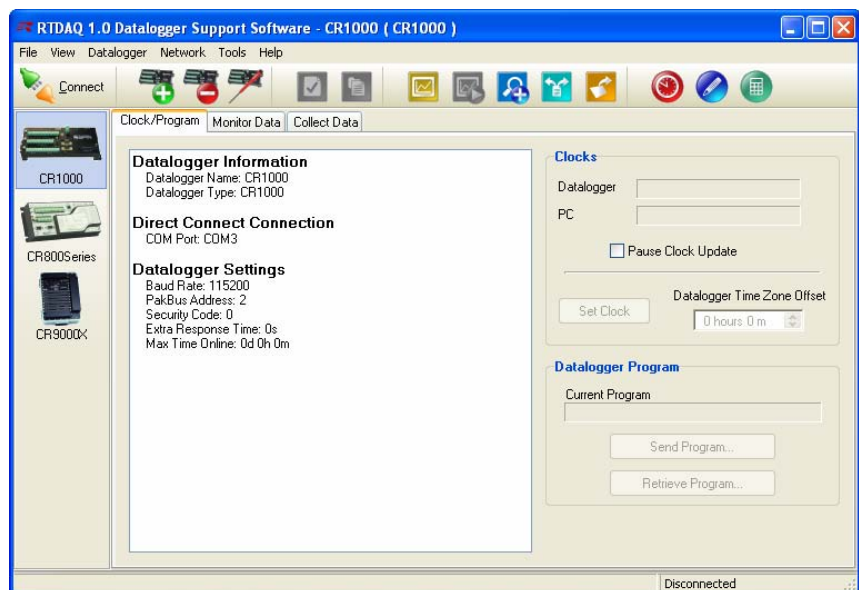 RTDAQ 1.0 Datalogger Support Software - CR1000 ( CR1000 )
File View Datalogger Network Tools Help
Connect
Clock/Program Monitor Data Collect Data
CR1000
CR800Series
CR9000X
Datalogger Information
Datalogger Name: CR1000
Datalogger Type: CR1000
Direct Connect Connection
COM Port: COM3
Datalogger Settings
Baud Rate: 115200
PakBus Address: 2
Security Code: 0
Extra Response Time: 0s
Max Time Online: 0d 0h 0m
Clocks
Datalogger
PC
Pause Clock Update
Set Clock
Datalogger Time Zone Offset
0 hours 0 m
Datalogger Program
Current Program
Send Program...
Retrieve Program...
Disconnected